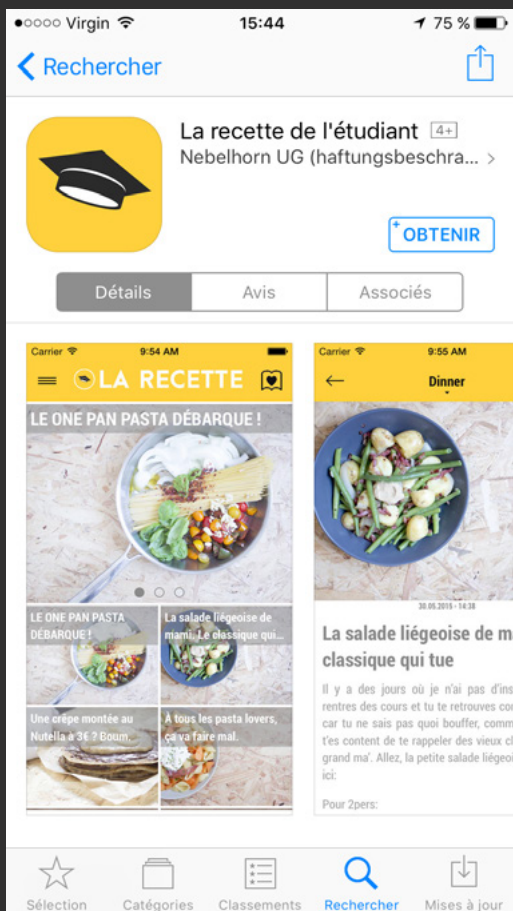 Virgin 15:44 75 %
Rechercher
La recette de l'étudiant 4+
Nebelhorn UG (haftungsbeschra... >
+ OBTENIR
Détails Avis Associés
Carrier 9:54 AM
LA RECETTE
LE ONE PAN PASTA DÉBARQUE !
LE ONE PAN PASTA
DÉBARQUE !
La salade liégeoise de
mami. Le classique qui...
Une crêpe montée au
Nutella à 3€ ? Boum.
À tous les pasta lovers,
ça va faire mal.
Carrier 9:55 AM
Dinner
30.05.2015 - 14:38
La salade liégeoise de m
classique qui tue
Il y a des jours où je n'ai pas d'ins
rentres des cours et tu te retrouves co
car tu ne sais pas quoi bouffer, comm
t'es content de te rappeler des vieux c
grand ma'. Allez, la petite salade liégeoi
ici:
Pour 2pers:
Sélection Catégories Classements Rechercher Mises à jour